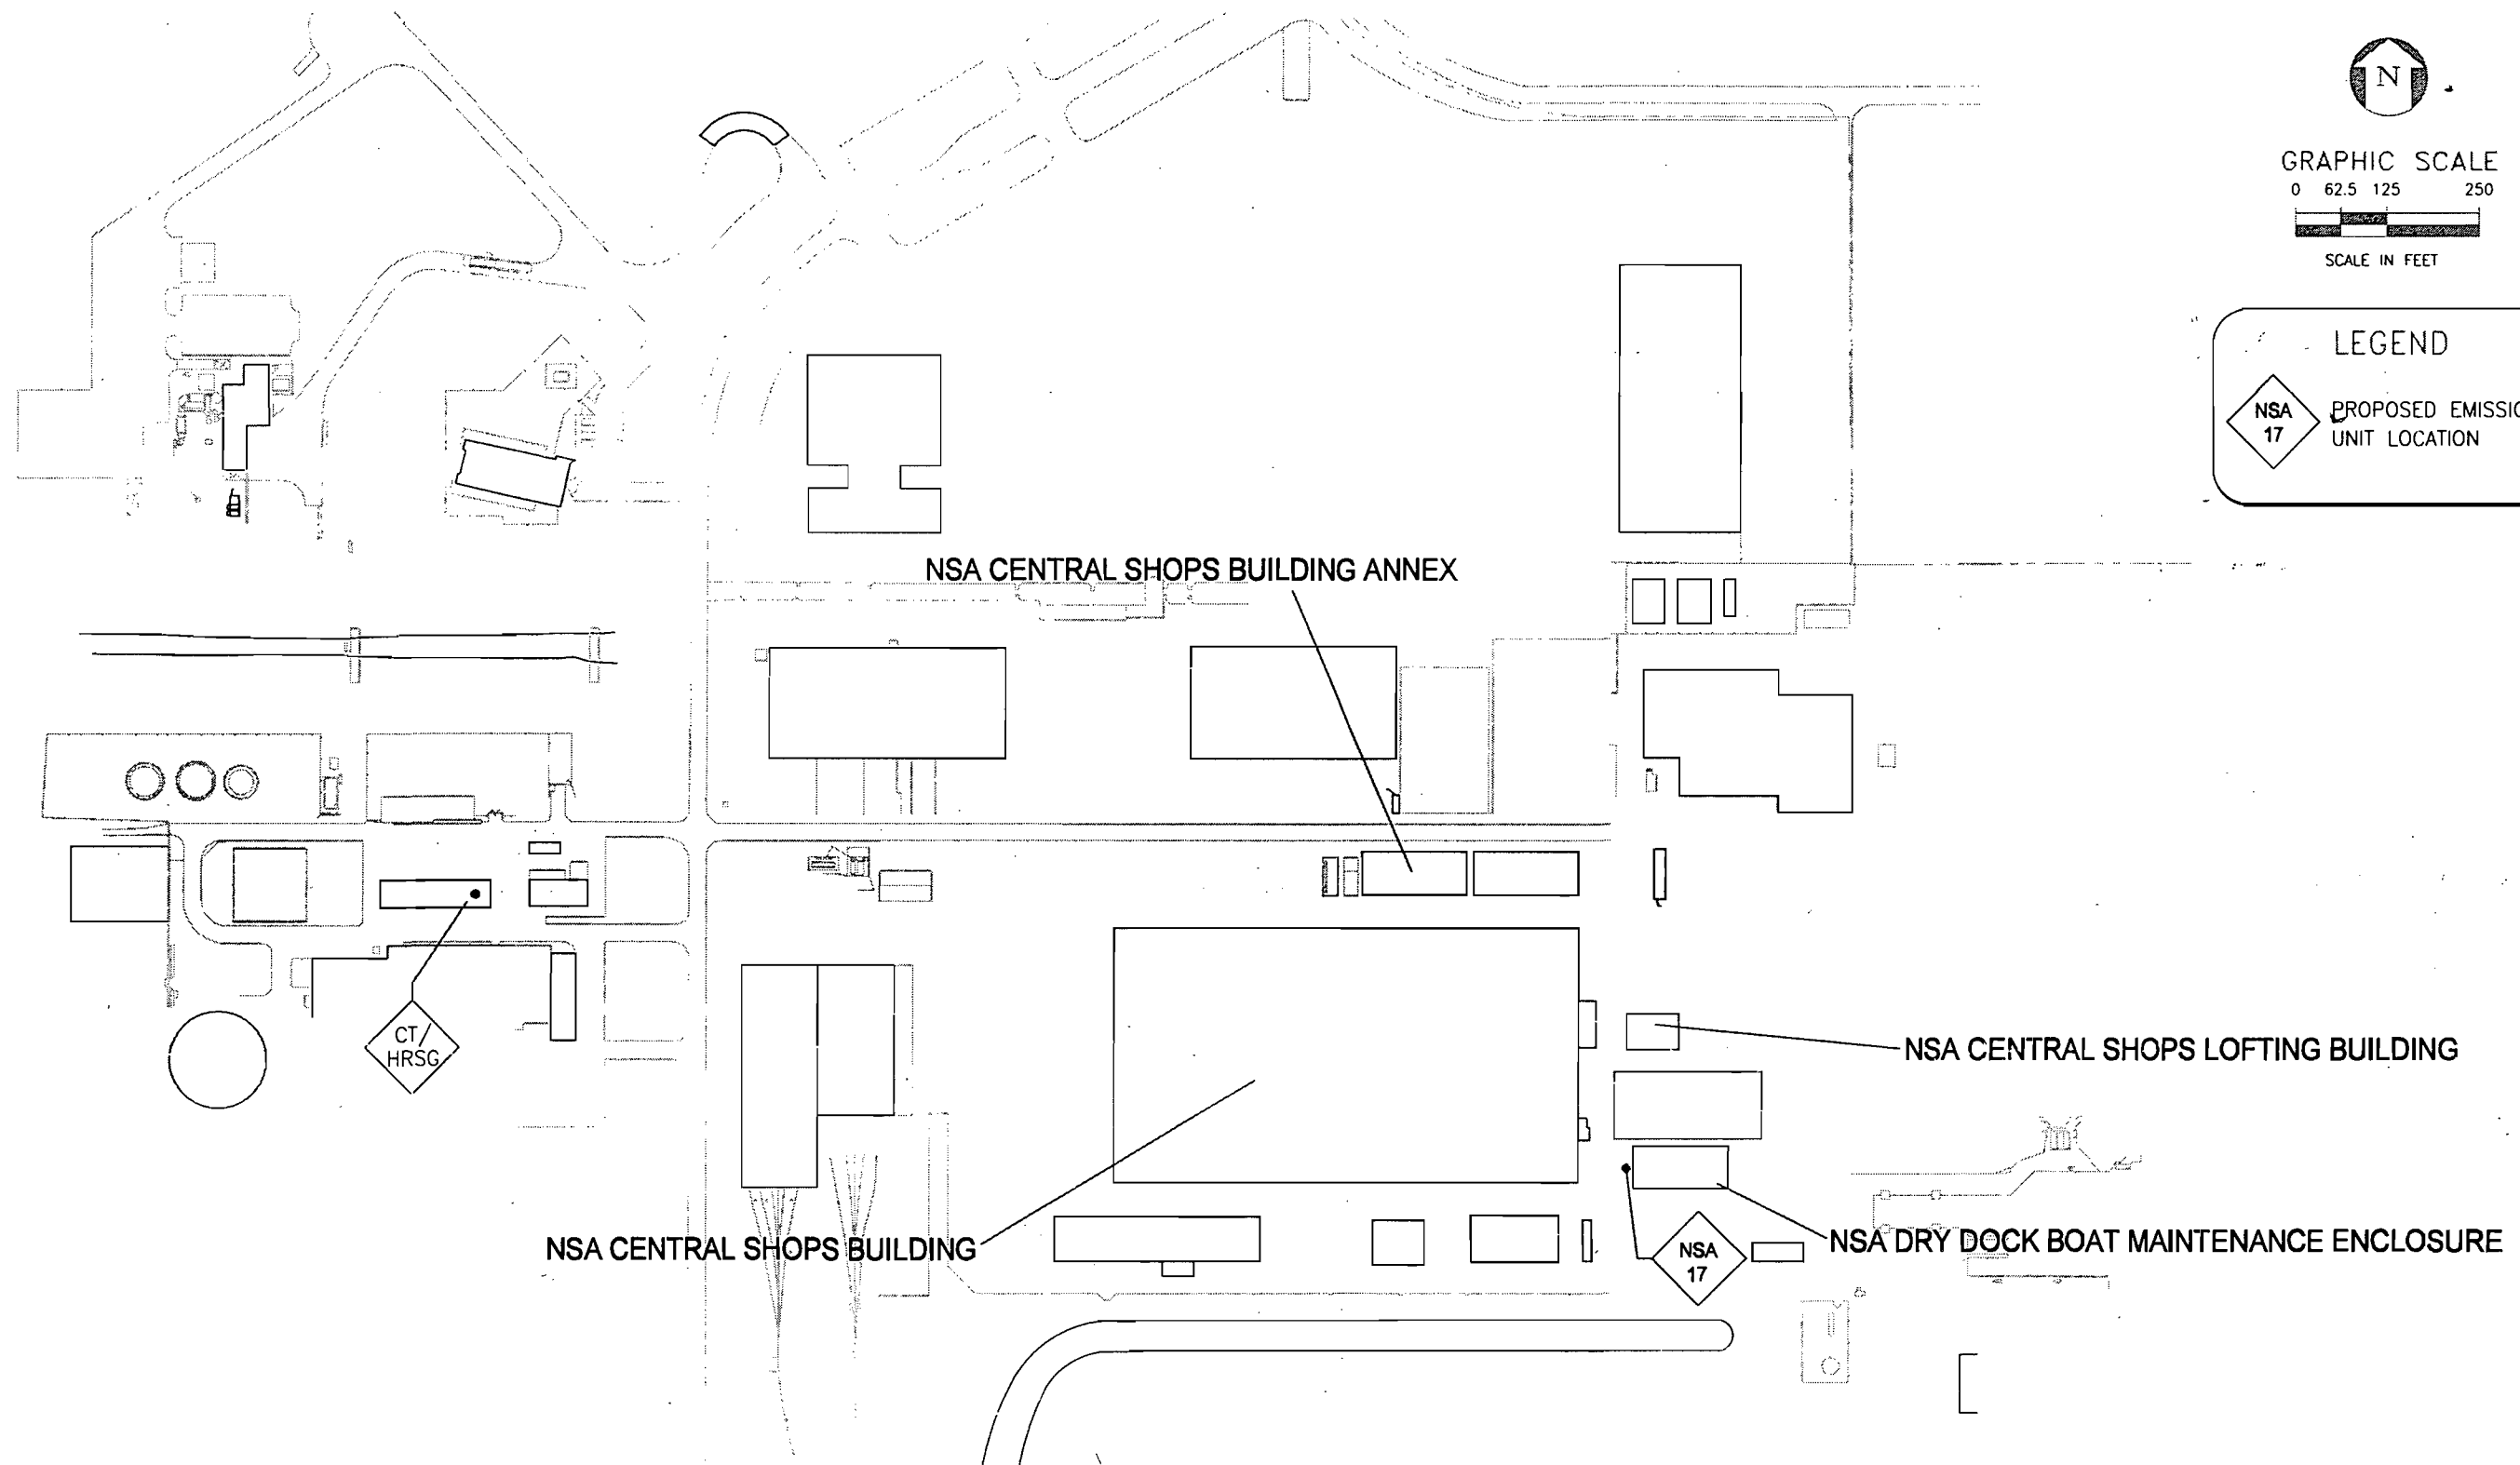 N
GRAPHIC SCALE
0 62.5 125 250
SCALE IN FEET
LEGEND
NSA
17
PROPOSED EMISSIO
UNIT LOCATION
NSA CENTRAL SHOPS BUILDING ANNEX
CT/
HRSG
NSA CENTRAL SHOPS LOFTING BUILDING
NSA CENTRAL SHOPS BUILDING
NSA
17
NSA DRY DOCK BOAT MAINTENANCE ENCLOSURE